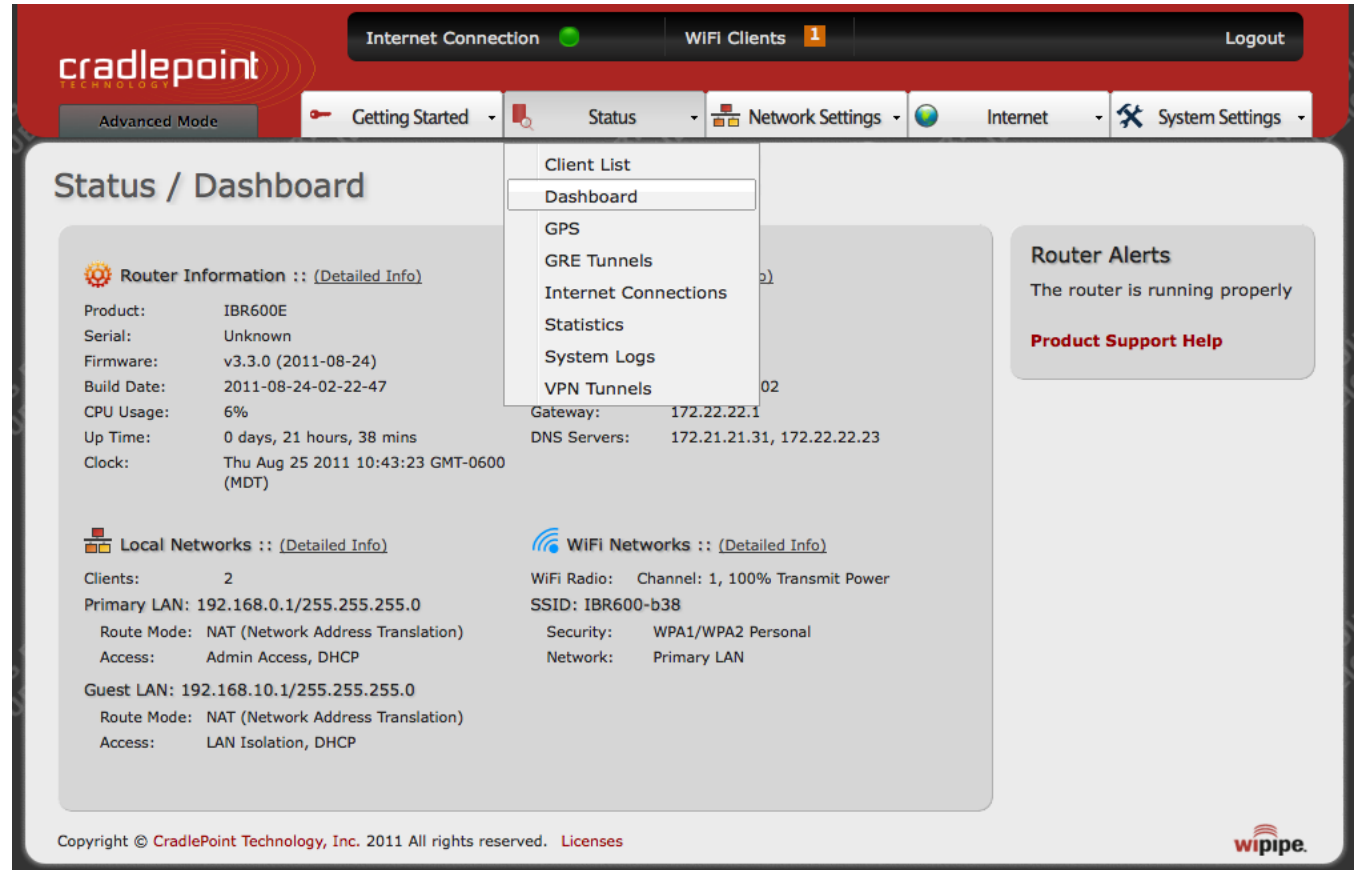 Internet Connection
WiFi Clients 1
Logout
cradlepoint
TECHNOLOGY
Advanced Mode
Getting Started
Status
Network Settings
Internet
System Settings
Client List
Dashboard
GPS
GRE Tunnels
Internet Connections
Statistics
System Logs
VPN Tunnels
Status / Dashboard
Router Information :: (Detailed Info)
Product: IBR600E
Serial: Unknown
Firmware: v3.3.0 (2011-08-24)
Build Date: 2011-08-24-02-22-47
CPU Usage: 6%
Up Time: 0 days, 21 hours, 38 mins
Clock: Thu Aug 25 2011 10:43:23 GMT-0600
(MDT)
02
Gateway: 172.22.22.1
DNS Servers: 172.21.21.31, 172.22.22.23
Local Networks :: (Detailed Info)
Clients: 2
Primary LAN: 192.168.0.1/255.255.255.0
Route Mode: NAT (Network Address Translation)
Access: Admin Access, DHCP
Guest LAN: 192.168.10.1/255.255.255.0
Route Mode: NAT (Network Address Translation)
Access: LAN Isolation, DHCP
WiFi Networks :: (Detailed Info)
WiFi Radio: Channel: 1, 100% Transmit Power
SSID: IBR600-b38
Security: WPA1/WPA2 Personal
Network: Primary LAN
Router Alerts
The router is running properly
Product Support Help
Copyright © CradlePoint Technology, Inc. 2011 All rights reserved. Licenses
wipipe.